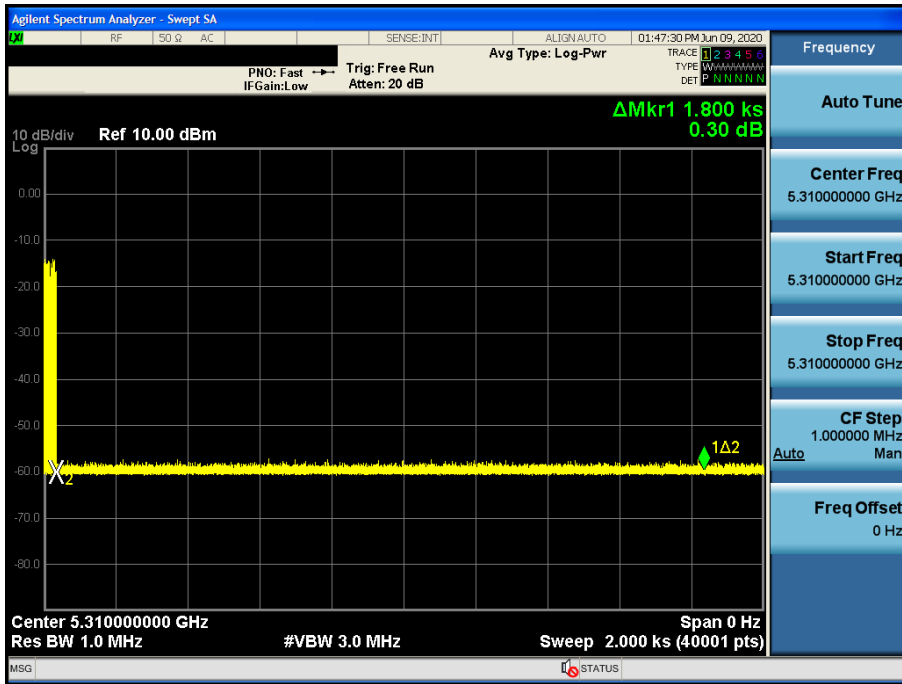 Agilent Spectrum Analyzer - Swept SA
LXI RF 50 Ω AC SENSE:INT ALIGNAUTO 01:47:30 PM Jun 09, 2020
Frequency
PNO: Fast
IFGain:Low
Trig: Free Run
Atten: 20 dB
Avg Type: Log-Pwr
TRACE 1 2 3 4 5 6
TYPE WWWWWW
DET P N N N N N
ΔMkr1 1.800 ks
0.30 dB
10 dB/div Ref 10.00 dBm
Log
0.00
-10.0
-20.0
-30.0
-40.0
-50.0
-60.0
-70.0
-80.0
X2
1Δ2
Center 5.310000000 GHz
Span 0 Hz
Res BW 1.0 MHz
#VBW 3.0 MHz
Sweep 2.000 ks (40001 pts)
Auto Tune
Center Freq
5.310000000 GHz
Start Freq
5.310000000 GHz
Stop Freq
5.310000000 GHz
CF Step
1.000000 MHz
Auto Man
Freq Offset
0 Hz
MSG
STATUS